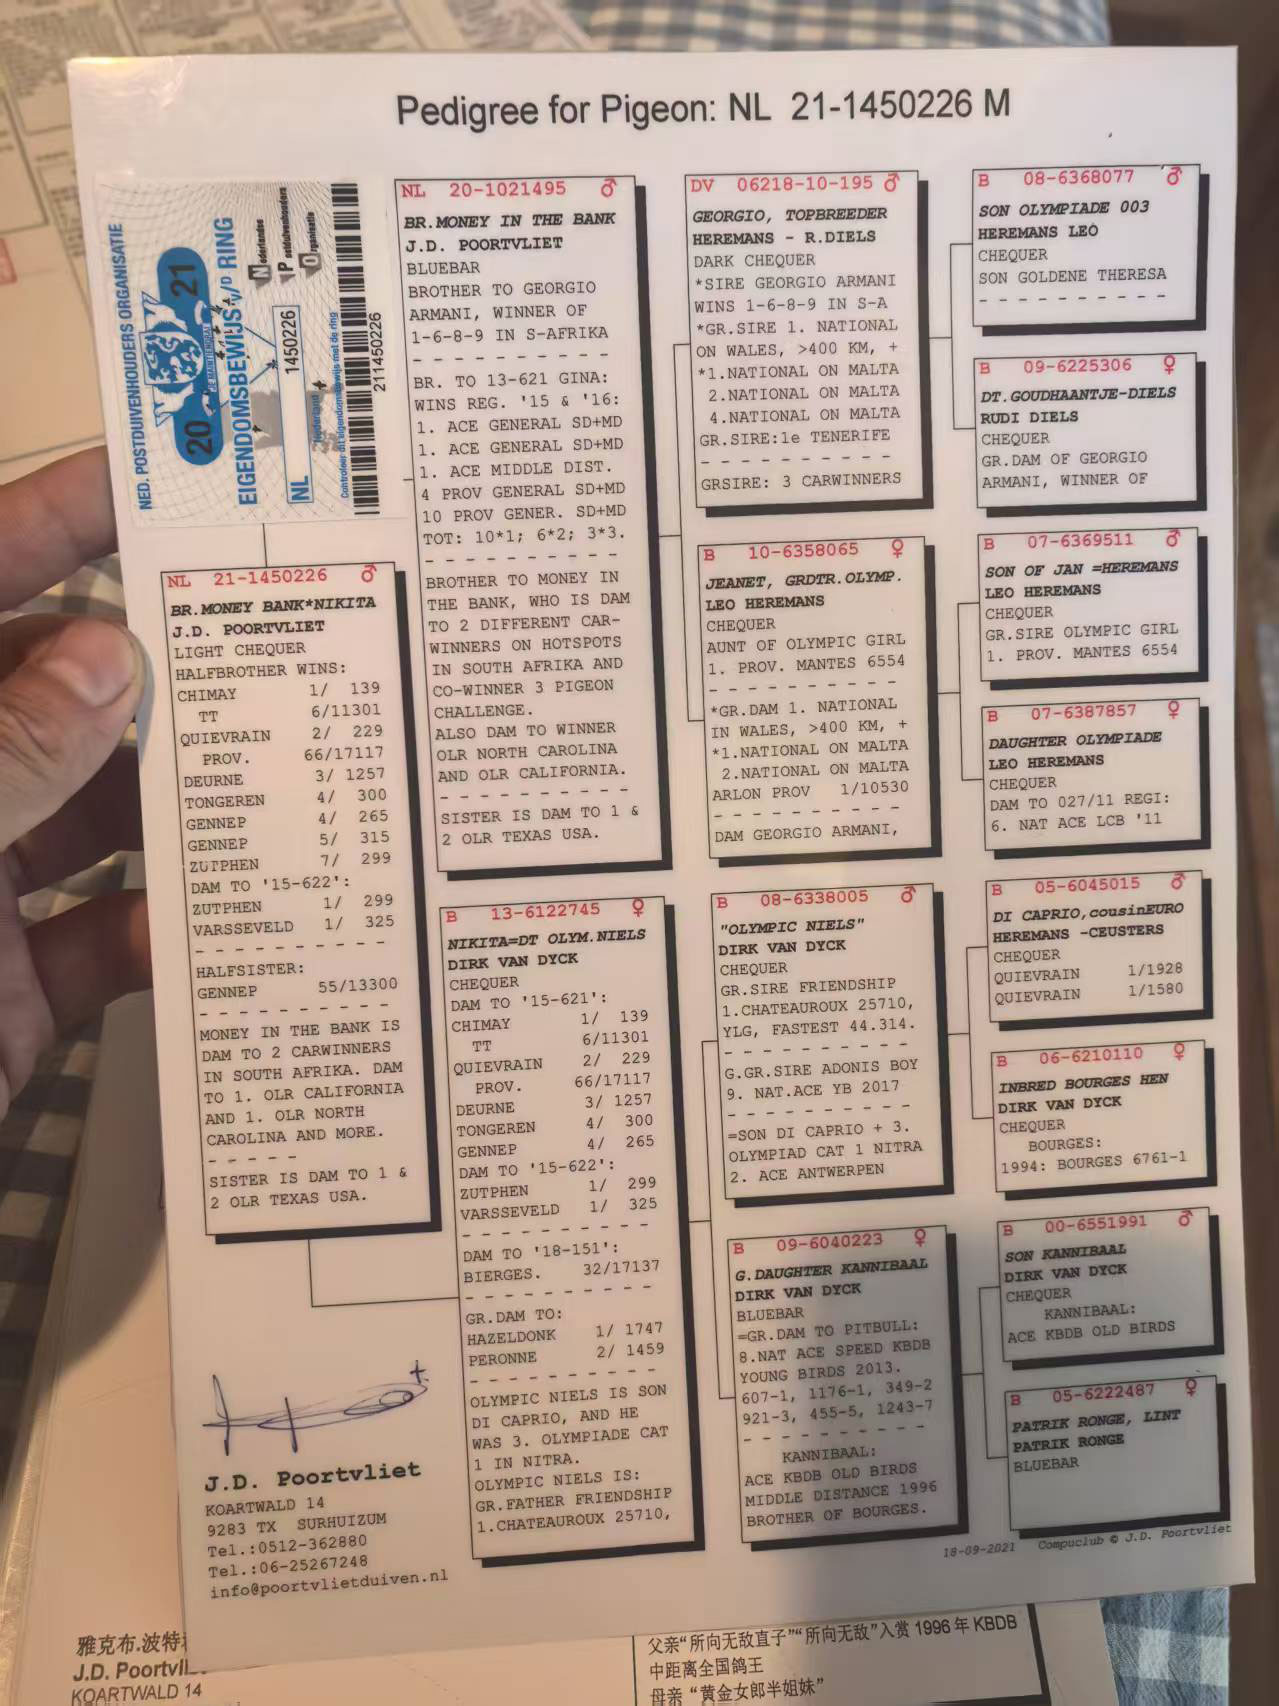 Pedigree for Pigeon: NL 21-1450226 M
NED. POSTDUIVENHOUDERS ORGANISATIE
20 21
JE MAINTIENDRAI
EIGENDOMSBEWIJS v/D RING
Nederlandse
Postduivenhouders
Organisatie
NL 1450226
Nederland
Controleer dit eigendomsbewijs met de ring
211450226
NL 21-1450226 ♂
BR.MONEY BANK*NIKITA
J.D. POORTVLIET
LIGHT CHEQUER
HALFBROTHER WINS:
CHIMAY 1/ 139
TT 6/11301
QUIEVRAIN 2/ 229
PROV. 66/17117
DEURNE 3/ 1257
TONGEREN 4/ 300
GENNEP 4/ 265
GENNEP 5/ 315
ZUTPHEN 7/ 299
DAM TO '15-622':
ZUTPHEN 1/ 299
VARSSEVELD 1/ 325
- - - - - - - - - -
HALFSISTER:
GENNEP 55/13300
- - - - - - - - - -
MONEY IN THE BANK IS
DAM TO 2 CARWINNERS
IN SOUTH AFRIKA. DAM
TO 1. OLR CALIFORNIA
AND 1. OLR NORTH
CAROLINA AND MORE.
- - - - -
SISTER IS DAM TO 1 &
2 OLR TEXAS USA.
J.D. Poortvliet
KOARTWALD 14
9283 TX SURHUIZUM
Tel.:0512-362880
Tel.:06-25267248
info@poortvlietduiven.nl
NL 20-1021495 ♂
BR.MONEY IN THE BANK
J.D. POORTVLIET
BLUEBAR
BROTHER TO GEORGIO
ARMANI, WINNER OF
1-6-8-9 IN S-AFRIKA
- - - - - - - - - -
BR. TO 13-621 GINA:
WINS REG. '15 & '16:
1. ACE GENERAL SD+MD
1. ACE GENERAL SD+MD
1. ACE MIDDLE DIST.
4 PROV GENERAL SD+MD
10 PROV GENER. SD+MD
TOT: 10*1; 6*2; 3*3.
- - - - - - - - - -
BROTHER TO MONEY IN
THE BANK, WHO IS DAM
TO 2 DIFFERENT CAR-
WINNERS ON HOTSPOTS
IN SOUTH AFRIKA AND
CO-WINNER 3 PIGEON
CHALLENGE.
ALSO DAM TO WINNER
OLR NORTH CAROLINA
AND OLR CALIFORNIA.
- - - - - - - - - -
SISTER IS DAM TO 1 &
2 OLR TEXAS USA.
B 13-6122745 ♀
NIKITA=DT OLYM.NIELS
DIRK VAN DYCK
CHEQUER
DAM TO '15-621':
CHIMAY 1/ 139
TT 6/11301
QUIEVRAIN 2/ 229
PROV. 66/17117
DEURNE 3/ 1257
TONGEREN 4/ 300
GENNEP 4/ 265
DAM TO '15-622':
ZUTPHEN 1/ 299
VARSSEVELD 1/ 325
- - - - - - - - - -
DAM TO '18-151':
BIERGES. 32/17137
- - - - - - - - - -
GR.DAM TO:
HAZELDONK 1/ 1747
PERONNE 2/ 1459
- - - - - - - - - -
OLYMPIC NIELS IS SON
DI CAPRIO, AND HE
WAS 3. OLYMPIADE CAT
1 IN NITRA.
OLYMPIC NIELS IS:
GR.FATHER FRIENDSHIP
1.CHATEAUROUX 25710,
DV 06218-10-195 ♂
GEORGIO, TOPBREEDER
HEREMANS - R.DIELS
DARK CHEQUER
*SIRE GEORGIO ARMANI
WINS 1-6-8-9 IN S-A
*GR.SIRE 1. NATIONAL
ON WALES, >400 KM, +
*1.NATIONAL ON MALTA
2.NATIONAL ON MALTA
4.NATIONAL ON MALTA
GR.SIRE:1e TENERIFE
- - - - - - - - - -
GRSIRE: 3 CARWINNERS
B 10-6358065 ♀
JEANET, GRDTR.OLYMP.
LEO HEREMANS
CHEQUER
AUNT OF OLYMPIC GIRL
1. PROV. MANTES 6554
- - - - - - - - - -
*GR.DAM 1. NATIONAL
IN WALES, >400 KM, +
*1.NATIONAL ON MALTA
2.NATIONAL ON MALTA
ARLON PROV 1/10530
- - - - - - - - - -
DAM GEORGIO ARMANI,
B 08-6338005 ♂
"OLYMPIC NIELS"
DIRK VAN DYCK
CHEQUER
GR.SIRE FRIENDSHIP
1.CHATEAUROUX 25710,
YLG, FASTEST 44.314.
- - - - - - - - - -
G.GR.SIRE ADONIS BOY
9. NAT.ACE YB 2017
- - - - - - - - - -
=SON DI CAPRIO + 3.
OLYMPIAD CAT 1 NITRA
2. ACE ANTWERPEN
B 09-6040223 ♀
G.DAUGHTER KANNIBAAL
DIRK VAN DYCK
BLUEBAR
=GR.DAM TO PITBULL:
8.NAT ACE SPEED KBDB
YOUNG BIRDS 2013.
607-1, 1176-1, 349-2
921-3, 455-5, 1243-7
- - - - - - - - - -
KANNIBAAL:
ACE KBDB OLD BIRDS
MIDDLE DISTANCE 1996
BROTHER OF BOURGES.
B 08-6368077 ♂
SON OLYMPIADE 003
HEREMANS LEO
CHEQUER
SON GOLDENE THERESA
- - - - - - - - - -
B 09-6225306 ♀
DT.GOUDHAANTJE-DIELS
RUDI DIELS
CHEQUER
GR.DAM OF GEORGIO
ARMANI, WINNER OF
B 07-6369511 ♂
SON OF JAN =HEREMANS
LEO HEREMANS
CHEQUER
GR.SIRE OLYMPIC GIRL
1. PROV. MANTES 6554
B 07-6387857 ♀
DAUGHTER OLYMPIADE
LEO HEREMANS
CHEQUER
DAM TO 027/11 REGI:
6. NAT ACE LCB '11
B 05-6045015 ♂
DI CAPRIO,cousinEURO
HEREMANS -CEUSTERS
CHEQUER
QUIEVRAIN 1/1928
QUIEVRAIN 1/1580
B 06-6210110 ♀
INBRED BOURGES HEN
DIRK VAN DYCK
CHEQUER
BOURGES:
1994: BOURGES 6761-1
B 00-6551991 ♂
SON KANNIBAAL
DIRK VAN DYCK
CHEQUER
KANNIBAAL:
ACE KBDB OLD BIRDS
B 05-6222487 ♀
PATRIK RONGE, LINT
PATRIK RONGE
BLUEBAR
18-09-2021 Compuclub © J.D. Poortvliet
雅克布.波特
J.D. Poortvli
KOARTWALD 14
父亲“所向无敌直子”“所向无敌”入赏 1996 年 KBDB
中距离全国鸽王
母亲“黄金女郎半姐妹”